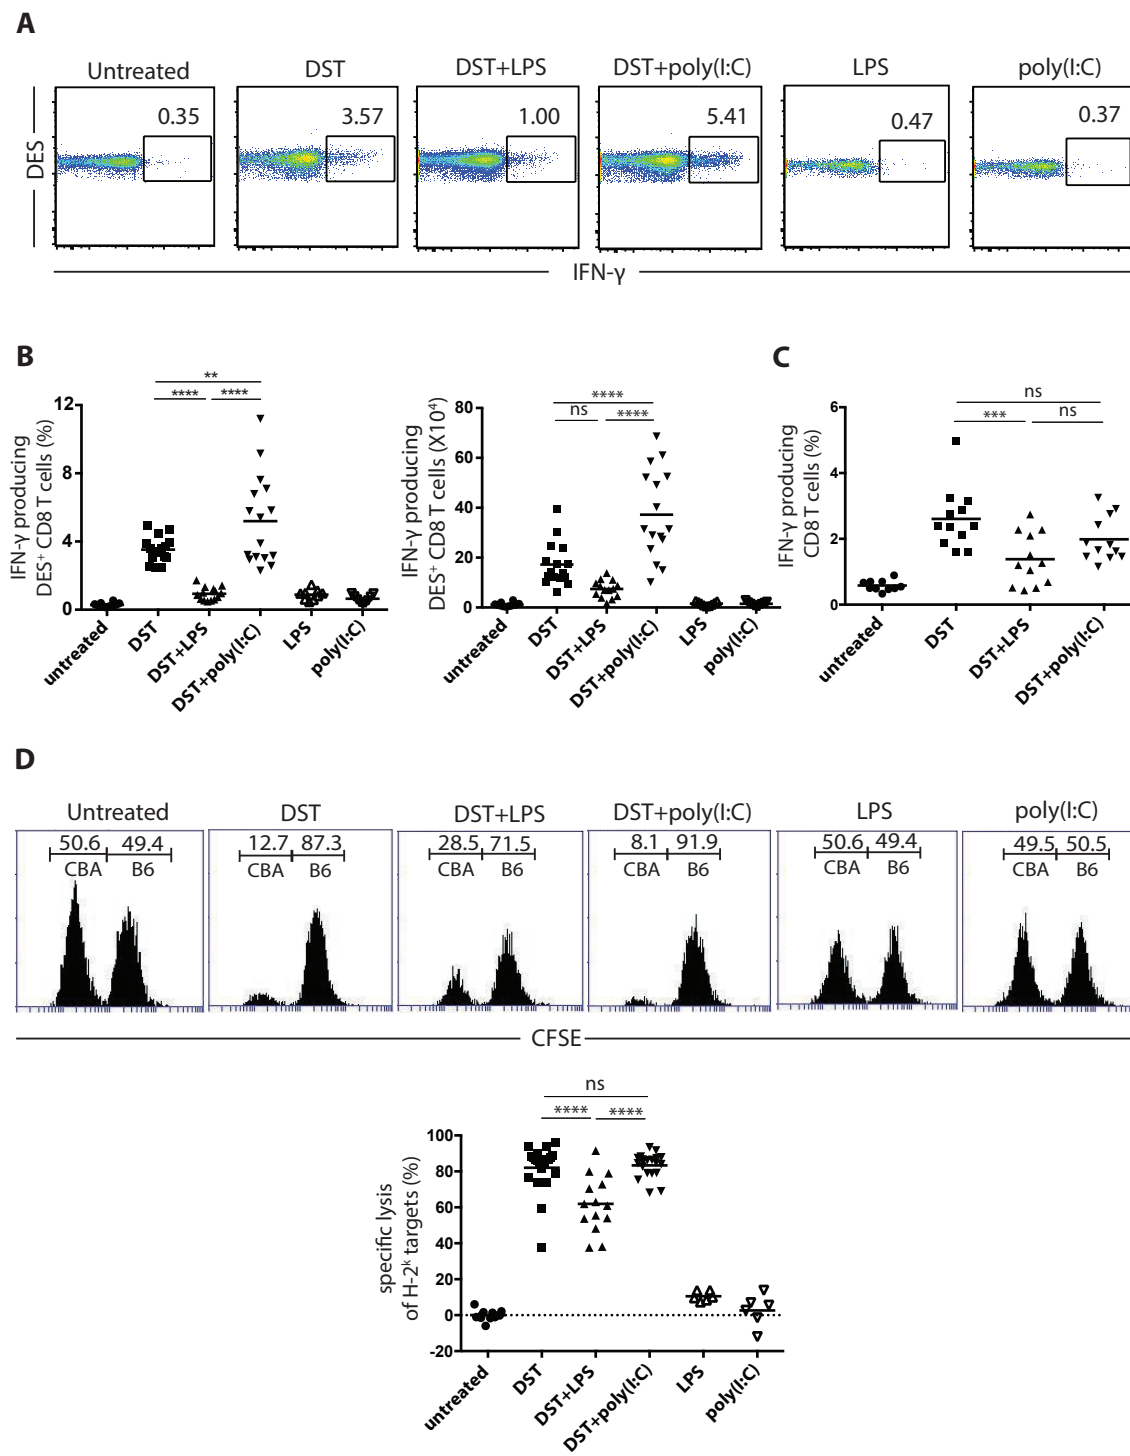 A
Untreated DST DST+LPS DST+poly(I:C) LPS poly(I:C)
0.35 3.57 1.00 5.41 0.47 0.37
DES
IFN-γ
B
IFN-γ producing
DES⁺ CD8 T cells (%)
12
8
4
0
** 
**** ****
untreated DST DST+LPS DST+poly(I:C) LPS poly(I:C)
IFN-γ producing
DES⁺ CD8 T cells (X10⁴)
80
60
40
20
0
****
ns ****
untreated DST DST+LPS DST+poly(I:C) LPS poly(I:C)
C
IFN-γ producing
CD8 T cells (%)
6
4
2
0
ns
*** ns
untreated DST DST+LPS DST+poly(I:C)
D
Untreated DST DST+LPS DST+poly(I:C) LPS poly(I:C)
50.6 49.4 12.7 87.3 28.5 71.5 8.1 91.9 50.6 49.4 49.5 50.5
CBA B6 CBA B6 CBA B6 CBA B6 CBA B6 CBA B6
CFSE
ns
**** ****
specific lysis
of H-2ᵏ targets (%)
100
80
60
40
20
0
-20
untreated DST DST+LPS DST+poly(I:C) LPS poly(I:C)